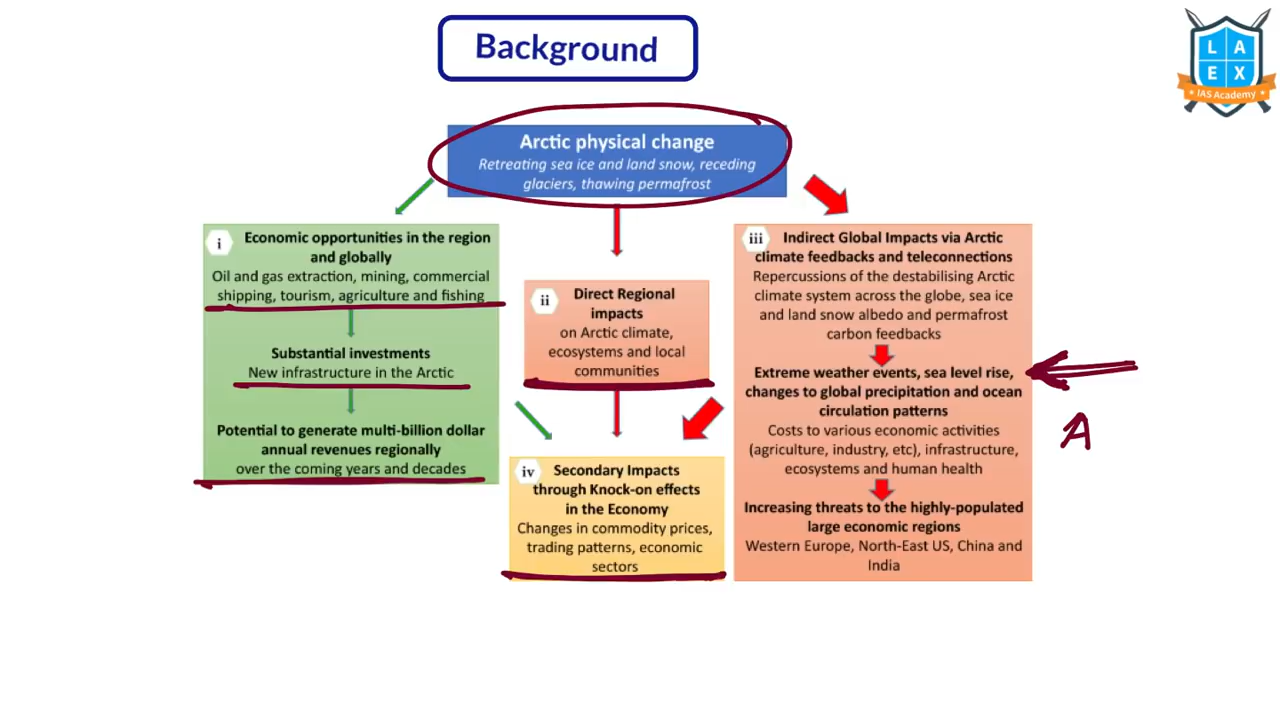 Background
L A
E X
IAS Academy
Arctic physical change
Retreating sea ice and land snow, receding
glaciers, thawing permafrost
i
Economic opportunities in the region
and globally
Oil and gas extraction, mining, commercial
shipping, tourism, agriculture and fishing
Substantial investments
New infrastructure in the Arctic
Potential to generate multi-billion dollar
annual revenues regionally
over the coming years and decades
ii
Direct Regional
impacts
on Arctic climate,
ecosystems and local
communities
iii
Indirect Global Impacts via Arctic
climate feedbacks and teleconnections
Repercussions of the destabilising Arctic
climate system across the globe, sea ice
and land snow albedo and permafrost
carbon feedbacks
Extreme weather events, sea level rise,
changes to global precipitation and ocean
circulation patterns
Costs to various economic activities
(agriculture, industry, etc), infrastructure,
ecosystems and human health
Increasing threats to the highly-populated
large economic regions
Western Europe, North-East US, China and
India
A
iv
Secondary Impacts
through Knock-on effects
in the Economy
Changes in commodity prices,
trading patterns, economic
sectors